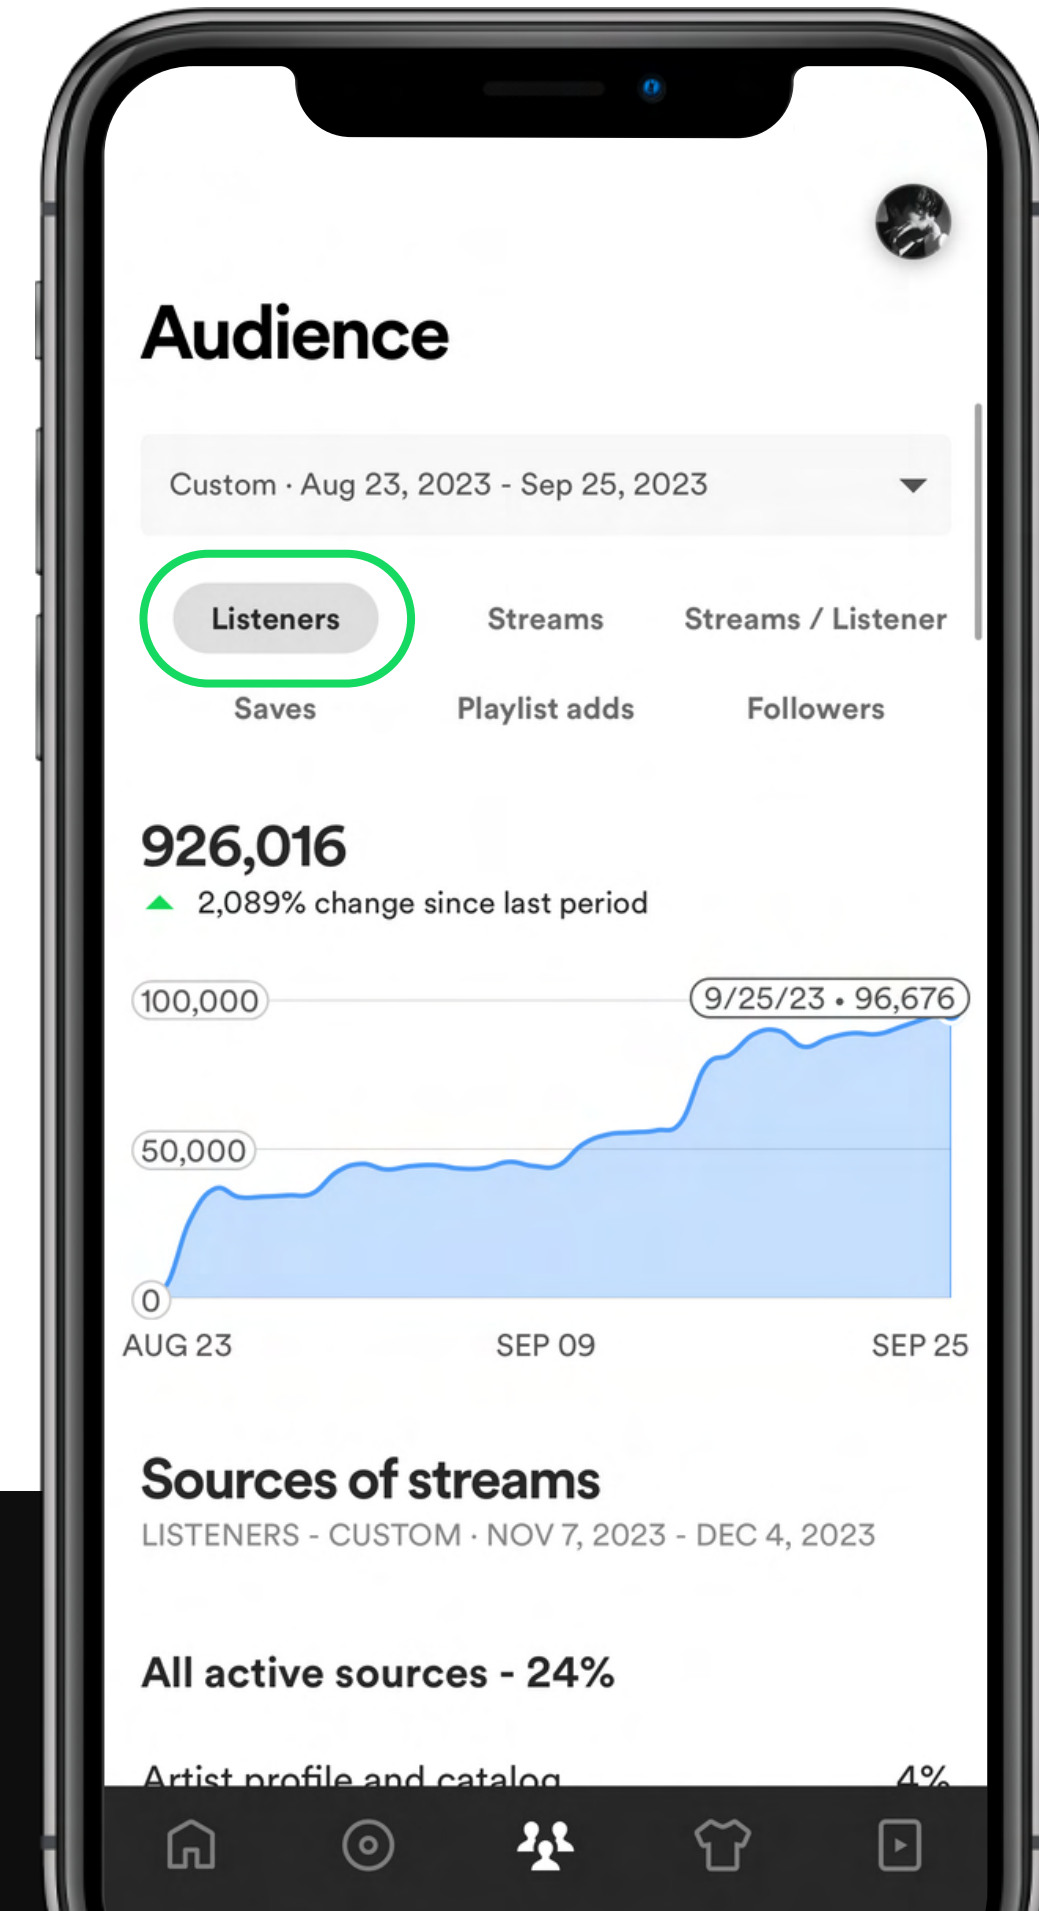 Audience
Custom · Aug 23, 2023 - Sep 25, 2023
Listeners Streams Streams / Listener
Saves Playlist adds Followers
926,016
2,089% change since last period
100,000 9/25/23 • 96,676
50,000
0
AUG 23 SEP 09 SEP 25
Sources of streams
LISTENERS - CUSTOM · NOV 7, 2023 - DEC 4, 2023
All active sources - 24%
Artist profile and catalog 4%